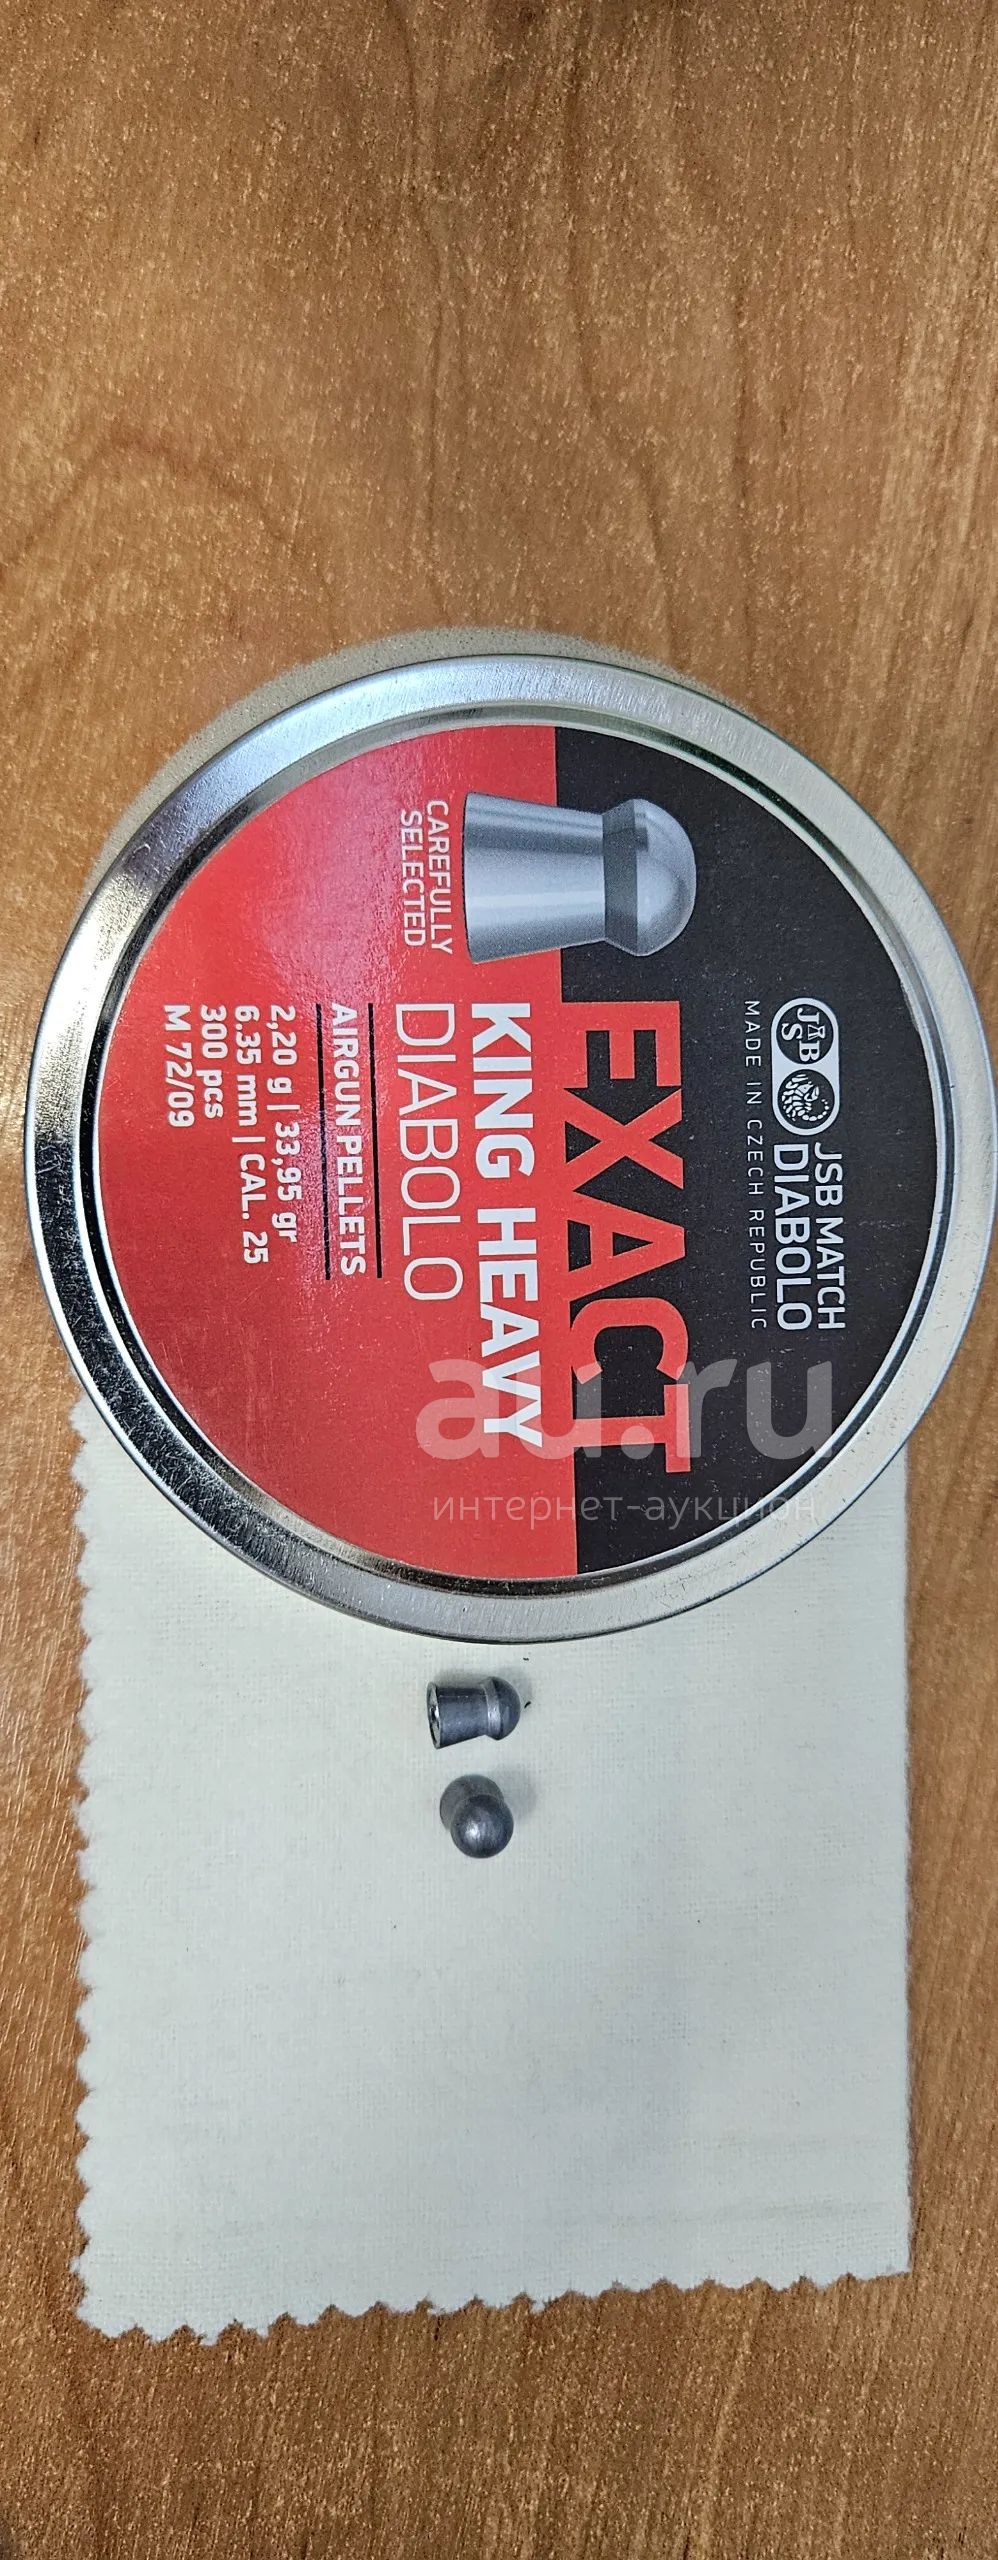 JSB
JSB MATCH
DIABOLO
MADE IN CZECH REPUBLIC
EXACT
KING HEAVY
DIABOLO
CAREFULLY
SELECTED
AIRGUN PELLETS
2,20 g | 33,95 gr
6.35 mm | CAL. 25
300 pcs
M 72/09
au.ru
интернет-аукцион